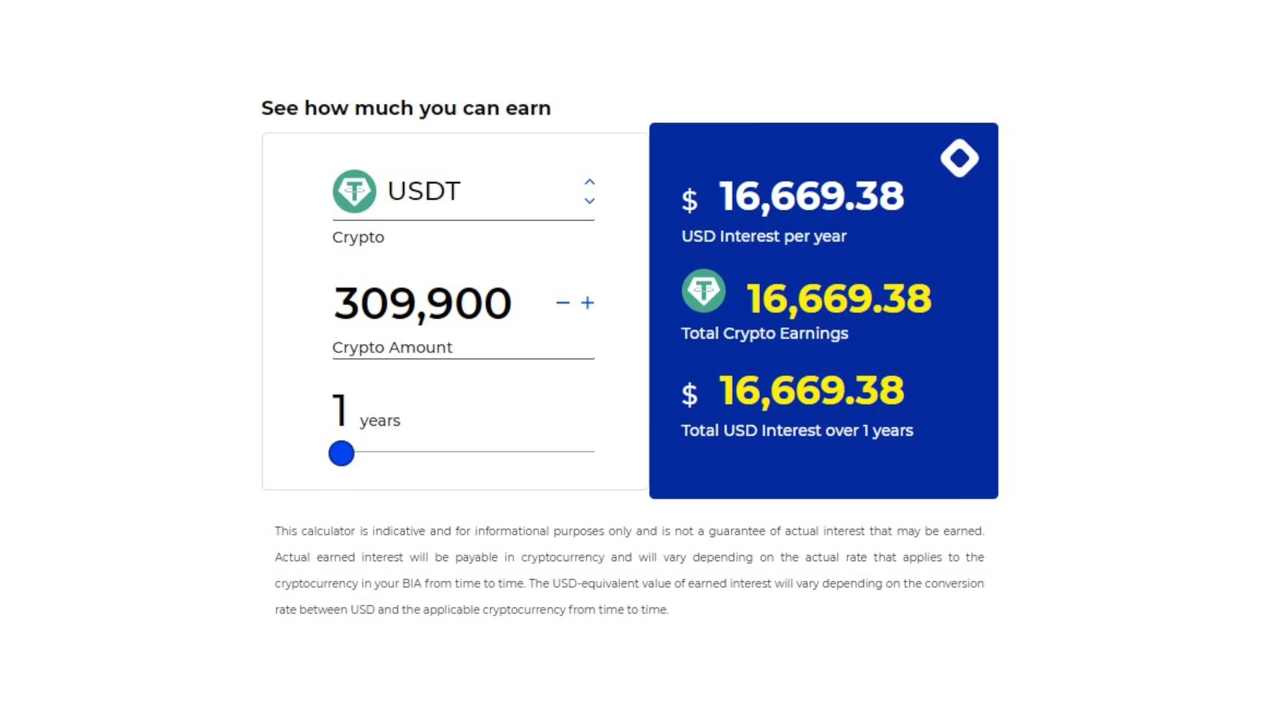 See how much you can earn
USDT
Crypto
309,900
Crypto Amount
1 years
$ 16,669.38
USD Interest per year
16,669.38
Total Crypto Earnings
$ 16,669.38
Total USD Interest over 1 years
This calculator is indicative and for informational purposes only and is not a guarantee of actual interest that may be earned.
Actual earned interest will be payable in cryptocurrency and will vary depending on the actual rate that applies to the
cryptocurrency in your BIA from time to time. The USD-equivalent value of earned interest will vary depending on the conversion
rate between USD and the applicable cryptocurrency from time to time.